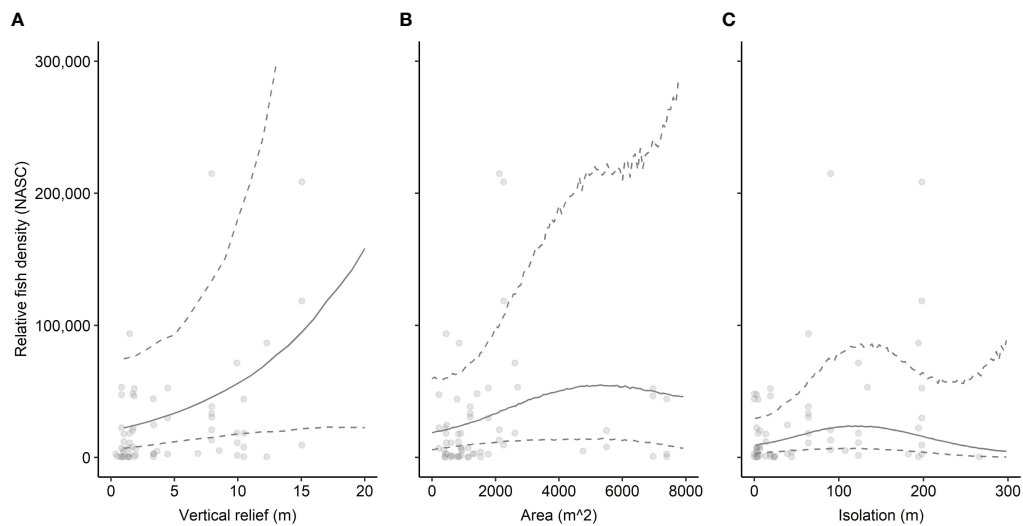 A B C
Relative fish density (NASC)
300,000
200,000
100,000
0
0 5 10 15 20
0 2000 4000 6000 8000
0 100 200 300
Vertical relief (m)
Area (m^2)
Isolation (m)